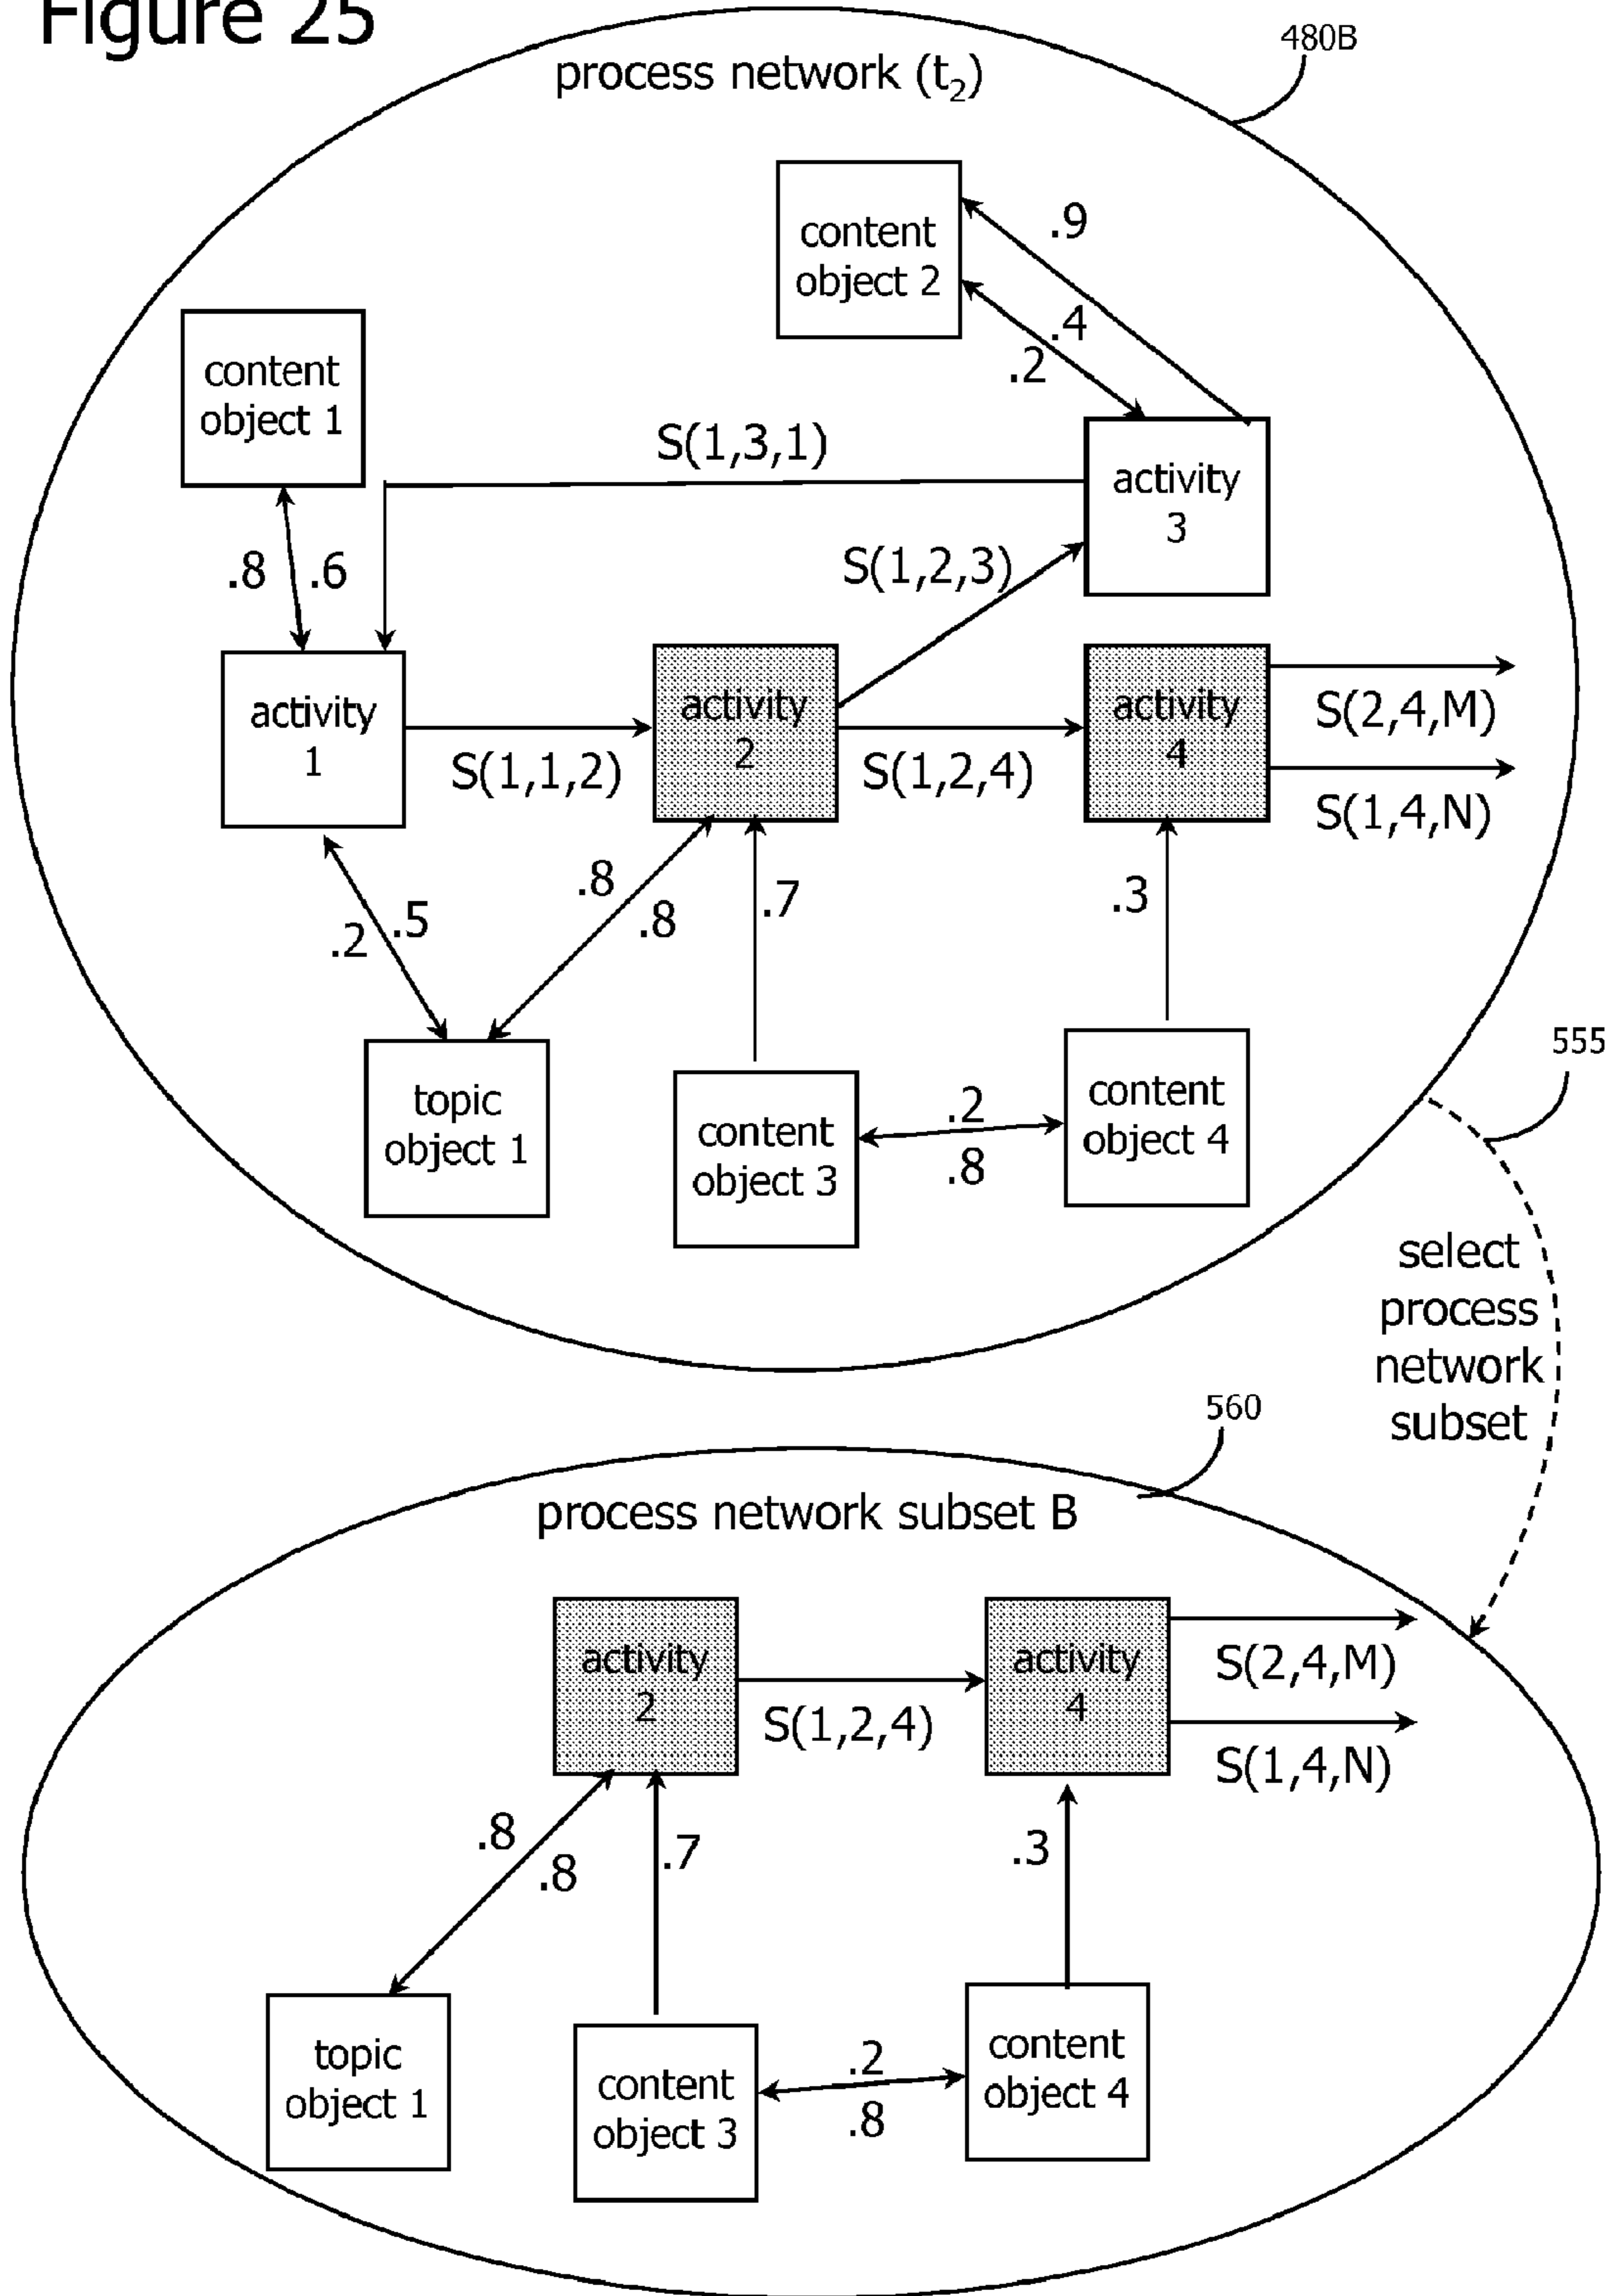 Figure 25
480B
process network (t2)
content
object 2
.9
.4
.2
content
object 1
S(1,3,1)
activity
3
.8
.6
S(1,2,3)
activity
1
S(1,1,2)
activity
2
S(1,2,4)
activity
4
S(2,4,M)
S(1,4,N)
.8
.8
.7
.3
.2
.5
topic
object 1
content
object 3
.2
.8
content
object 4
555
select
process
network
subset
560
process network subset B
activity
2
S(1,2,4)
activity
4
S(2,4,M)
S(1,4,N)
.8
.8
.7
.3
topic
object 1
content
object 3
.2
.8
content
object 4